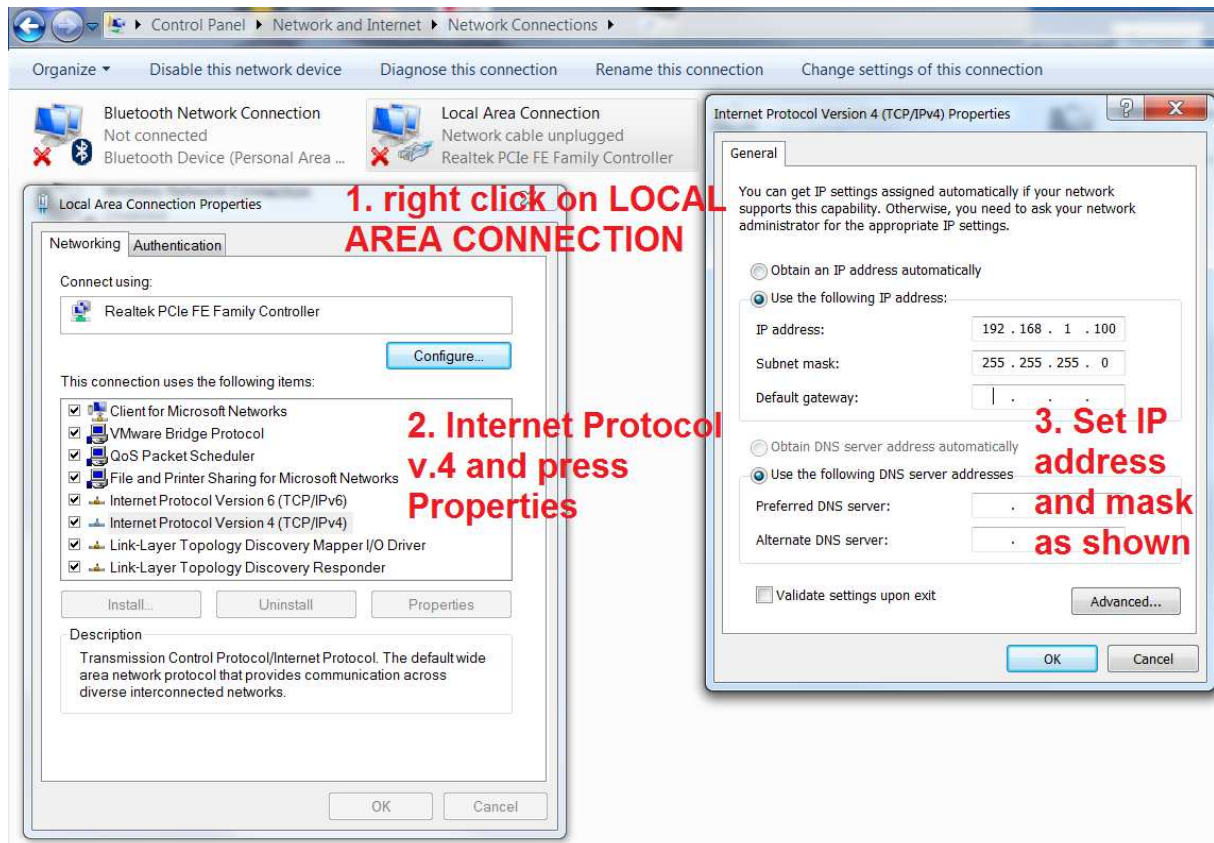 Control Panel Network and Internet Network Connections
Organize Disable this network device Diagnose this connection Rename this connection Change settings of this connection
Bluetooth Network Connection
Not connected
Bluetooth Device (Personal Area ...
Local Area Connection
Network cable unplugged
Realtek PCIe FE Family Controller
1. right click on LOCAL
AREA CONNECTION
Local Area Connection Properties
Networking Authentication
Connect using:
Realtek PCIe FE Family Controller
Configure...
This connection uses the following items:
Client for Microsoft Networks
VMware Bridge Protocol
QoS Packet Scheduler
File and Printer Sharing for Microsoft Networks
Internet Protocol Version 6 (TCP/IPv6)
Internet Protocol Version 4 (TCP/IPv4)
Link-Layer Topology Discovery Mapper I/O Driver
Link-Layer Topology Discovery Responder
Install... Uninstall Properties
Description
Transmission Control Protocol/Internet Protocol. The default wide
area network protocol that provides communication across
diverse interconnected networks.
OK Cancel
2. Internet Protocol
v.4 and press
Properties
Internet Protocol Version 4 (TCP/IPv4) Properties
General
You can get IP settings assigned automatically if your network
supports this capability. Otherwise, you need to ask your network
administrator for the appropriate IP settings.
Obtain an IP address automatically
Use the following IP address:
IP address: 192 . 168 . 1 . 100
Subnet mask: 255 . 255 . 255 . 0
Default gateway: . . .
Obtain DNS server address automatically
Use the following DNS server addresses
Preferred DNS server: .
Alternate DNS server: .
3. Set IP
address
and mask
as shown
Validate settings upon exit
Advanced...
OK Cancel